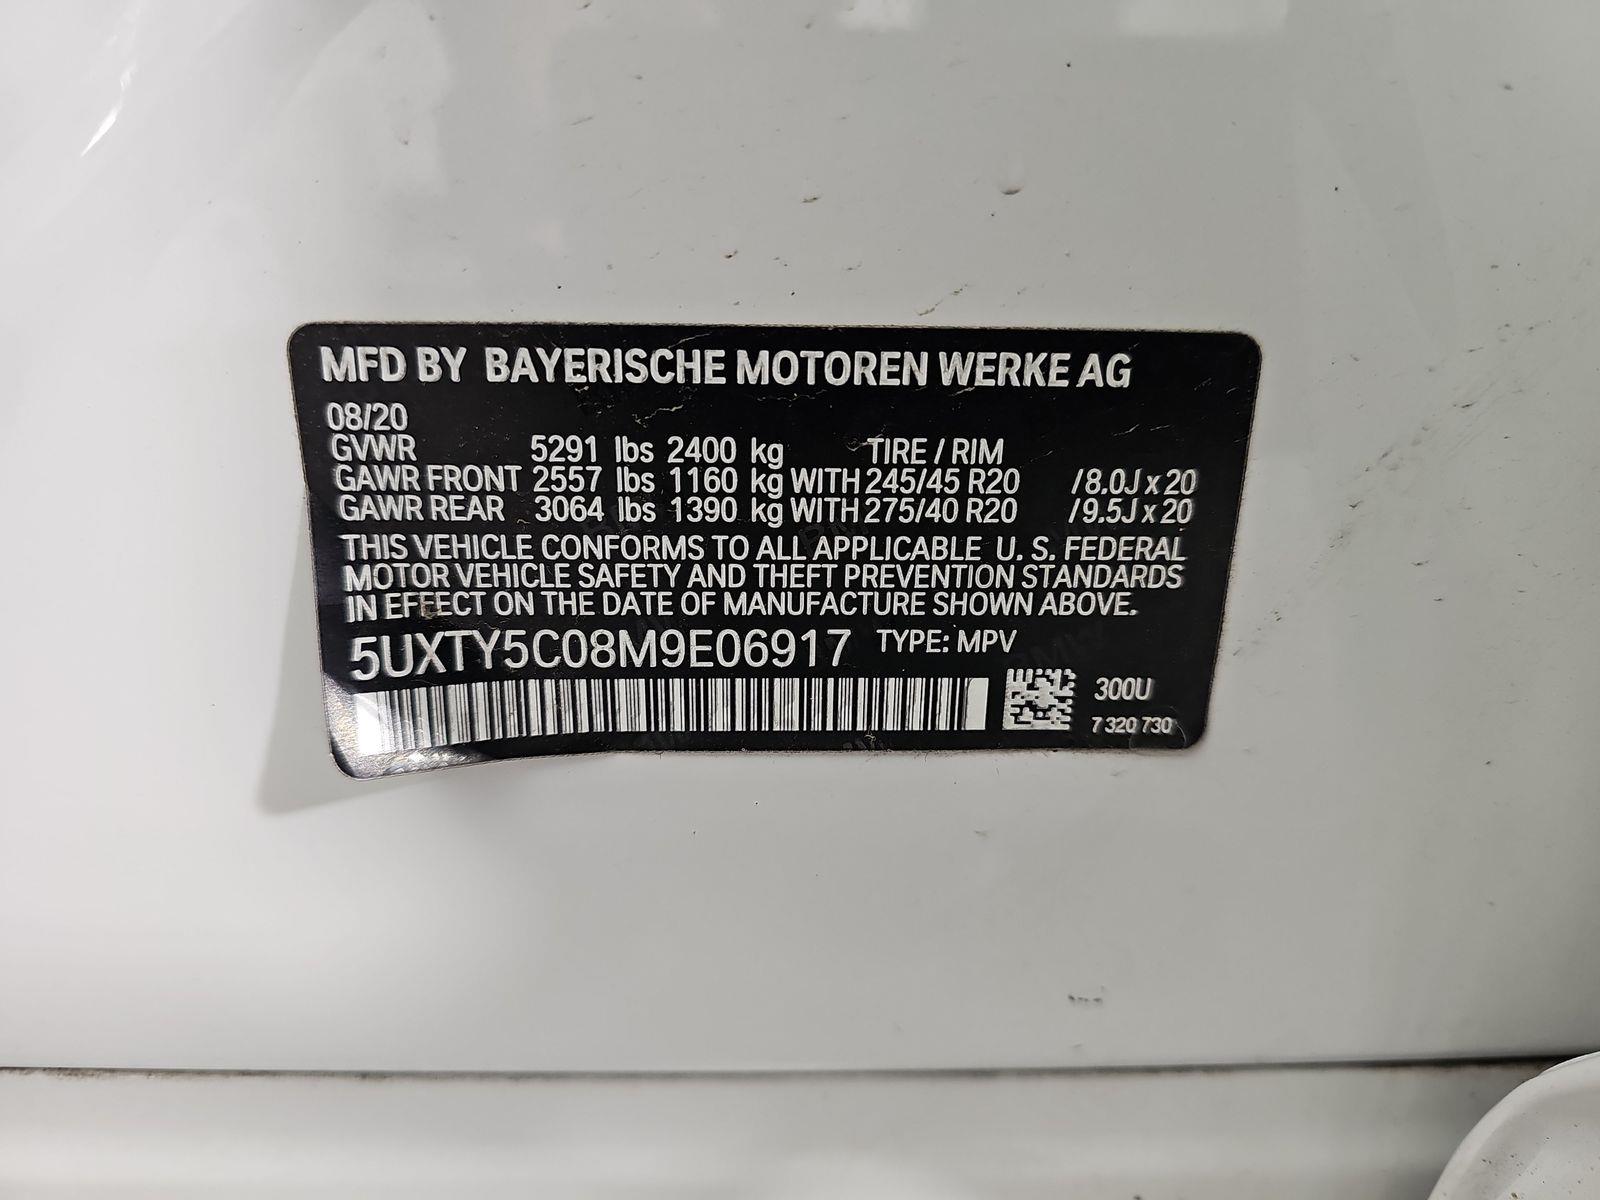 MFD BY BAYERISCHE MOTOREN WERKE AG
08/20
GVWR 5291 lbs 2400 kg TIRE / RIM
GAWR FRONT 2557 lbs 1160 kg WITH 245/45 R20 /8.0J x 20
GAWR REAR 3064 lbs 1390 kg WITH 275/40 R20 /9.5J x 20
THIS VEHICLE CONFORMS TO ALL APPLICABLE U. S. FEDERAL
MOTOR VEHICLE SAFETY AND THEFT PREVENTION STANDARDS
IN EFFECT ON THE DATE OF MANUFACTURE SHOWN ABOVE.
5UXTY5C08M9E06917 TYPE: MPV
300U
7 320 730